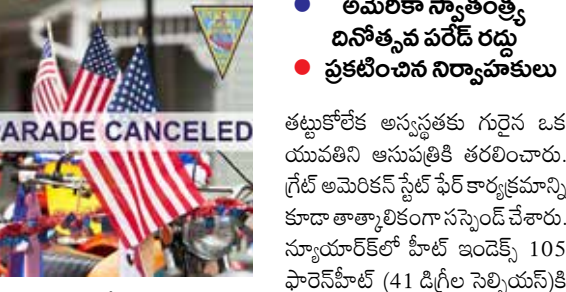 PARADE CANCELED
అమెరికా స్వాతంత్ర్య
దినోత్సవ పరేడ్ రద్దు
ప్రకటించిన నిర్వాహకులు
తట్టుకోలేక అస్వస్థతకు గురైన ఒక
యువతిని ఆసుపత్రికి తరలించారు.
గ్రేట్ అమెరికన్ స్టేట్ ఫేర్ కార్యక్రమాన్ని
కూడా తాత్కాలికంగా సస్పెండ్ చేశారు.
న్యూయార్క్‌లో హీట్ ఇండెక్స్ 105
ఫారెన్‌హీట్ (41 డిగ్రీల సెల్సియస్)కి